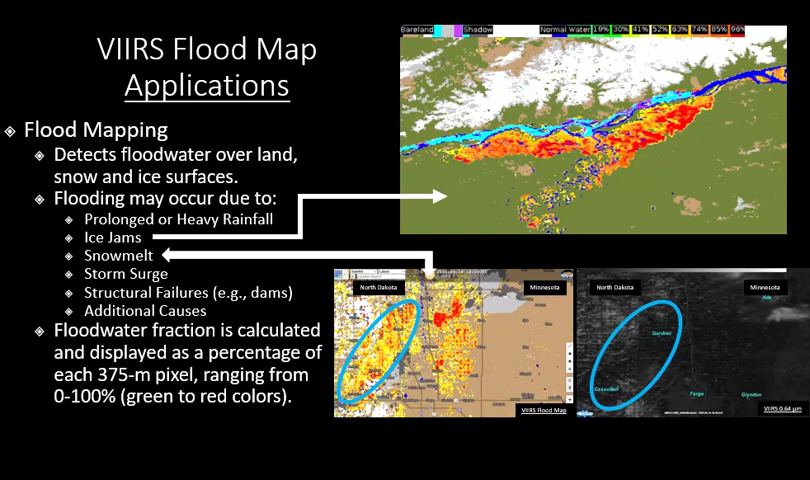 VIIRS Flood Map
Applications
Flood Mapping
Detects floodwater over land,
snow and ice surfaces.
Flooding may occur due to:
Prolonged or Heavy Rainfall
Ice Jams
Snowmelt
Storm Surge
Structural Failures (e.g., dams)
Additional Causes
Floodwater fraction is calculated
and displayed as a percentage of
each 375-m pixel, ranging from
0-100% (green to red colors).
Bareland Shadow Normal Water 19% 30% 41% 52% 63% 74% 85% 96%
North Dakota Minnesota
VIIRS Flood Map
North Dakota Minnesota
Ada
Gardner
Casselton
Fargo Glyndon
VIIRS 0.64 μm